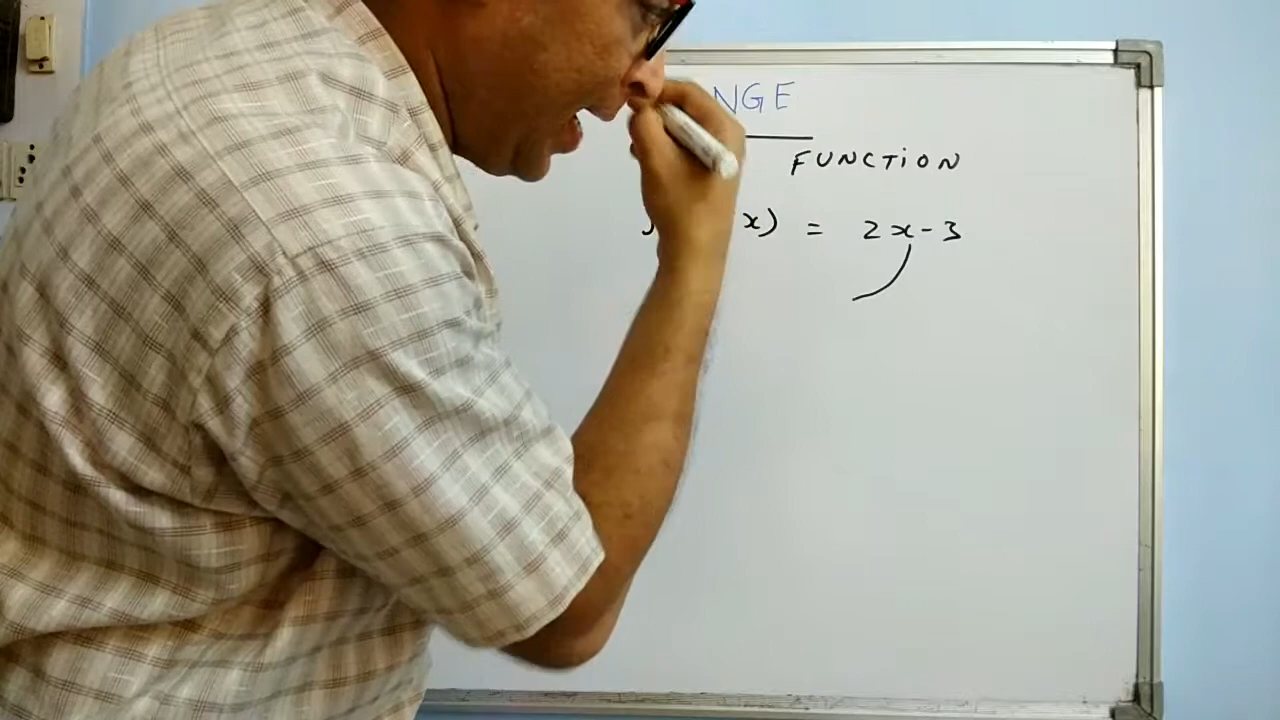 NGE
FUNCTION
x) = 2x-3